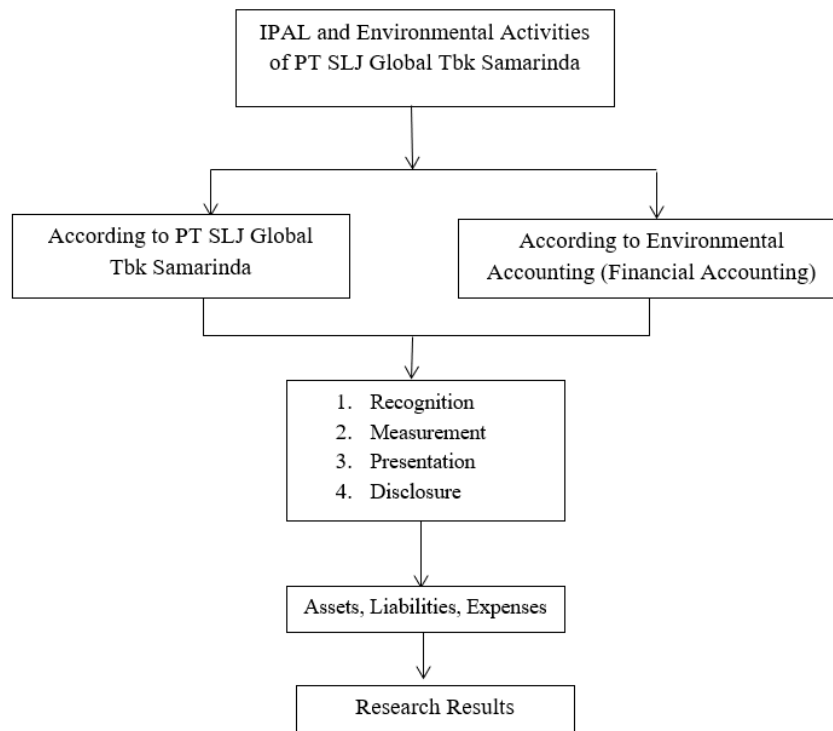 IPAL and Environmental Activities
of PT SLJ Global Tbk Samarinda
According to PT SLJ Global
Tbk Samarinda
According to Environmental
Accounting (Financial Accounting)
1. Recognition
2. Measurement
3. Presentation
4. Disclosure
Assets, Liabilities, Expenses
Research Results